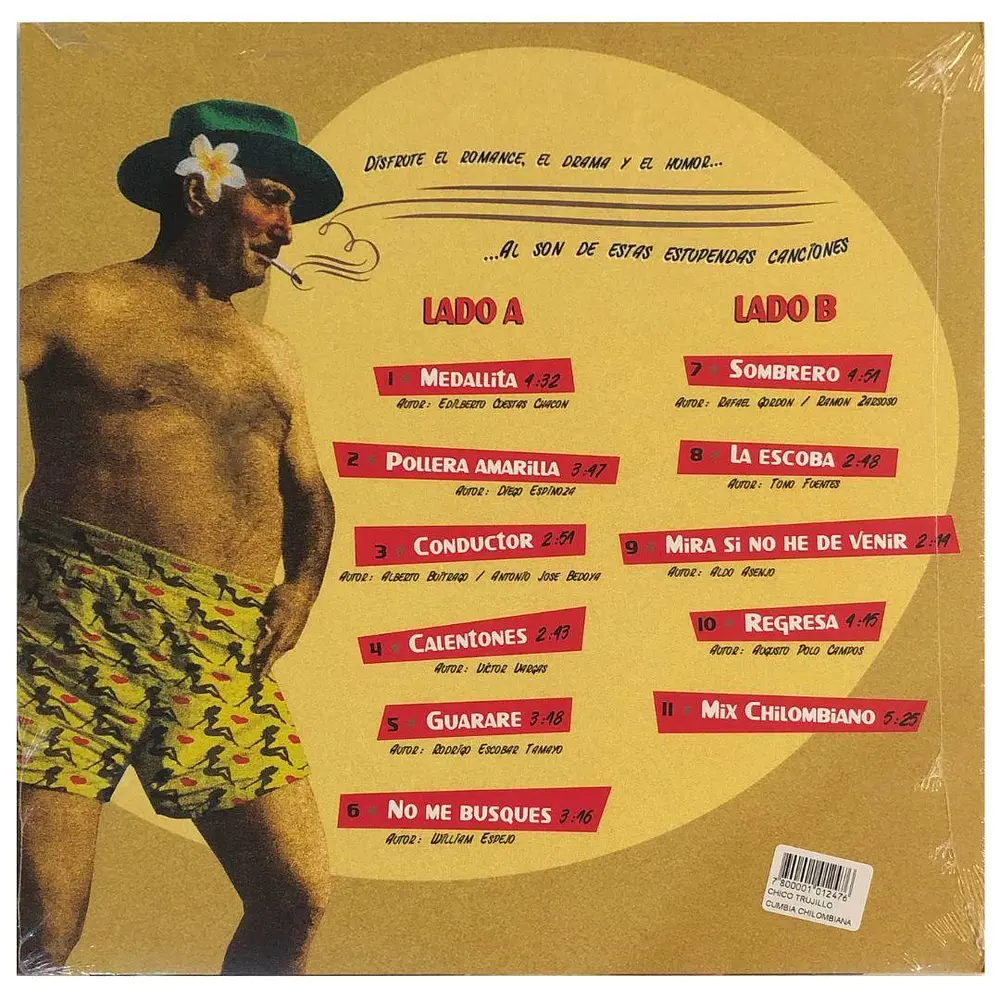 DiSFRUTE EL ROMANCE, EL DRAMA Y EL HUMOR...
...AL SON DE ESTAS ESTUPENDAS CANCiONES
LADO A
1 - MEDALLiTA 4:32
AUTOR: EDiLBERTO CUESTAS CHACON
2 - POLLERA AMARiLLA 3:47
AUTOR: DiEGO ESPiNOZA
3 - CONDUCTOR 2:51
AUTOR: ALBERTO BUiTRAGO / ANTONiO JOSE BEDOYA
4 - CALENTONES 2:43
AUTOR: ViCTOR VARGAS
5 - GUARARE 3:18
AUTOR: RODRiGO ESCOBAR TAMAYO
6 - NO ME BUSQUES 3:16
AUTOR: WiLLiAM ESPEJO
LADO B
7 - SOMBRERO 4:51
AUTOR: RAFAEL GORDON / RAMON ZARSOSO
8 - LA ESCOBA 2:48
AUTOR: TONO FUENTES
9 - MiRA Si NO HE DE VENiR 2:44
AUTOR: ALDO ASENJO
10 - REGRESA 4:15
AUTOR: AUGUSTO POLO CAMPOS
11 - MiX CHiLOMBiANO 5:25
7 800001 012476
CHICO TRUJILLO
CUMBIA CHILOMBIANA